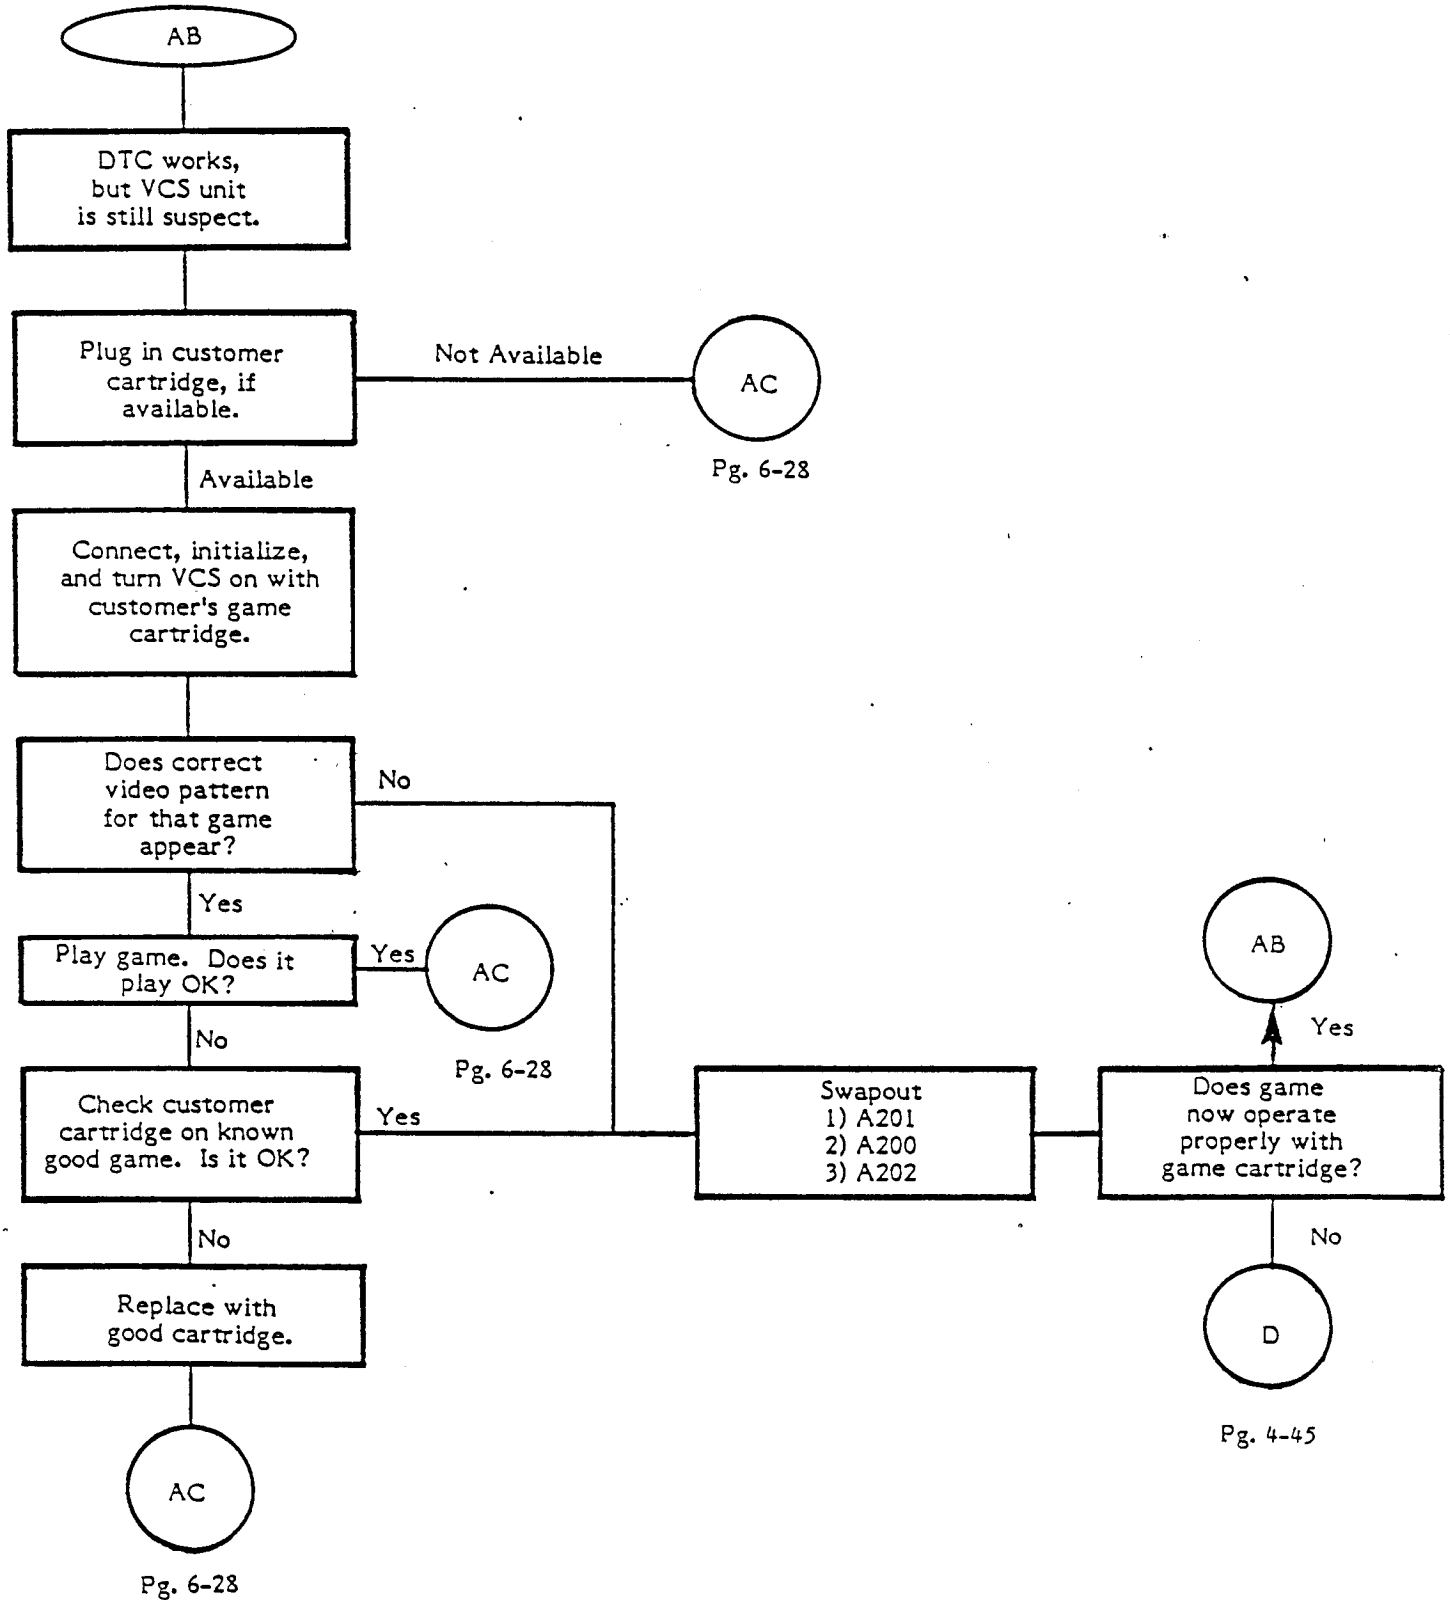 AB
DTC works,
but VCS unit
is still suspect.
Plug in customer
cartridge, if
available.
Not Available
AC
Pg. 6-28
Available
Connect, initialize,
and turn VCS on with
customer's game
cartridge.
Does correct
video pattern
for that game
appear?
No
Yes
Play game. Does it
play OK?
Yes
AC
Pg. 6-28
No
Check customer
cartridge on known
good game. Is it OK?
Yes
Swapout
1) A201
2) A200
3) A202
Does game
now operate
properly with
game cartridge?
Yes
AB
No
D
Pg. 4-45
No
Replace with
good cartridge.
AC
Pg. 6-28